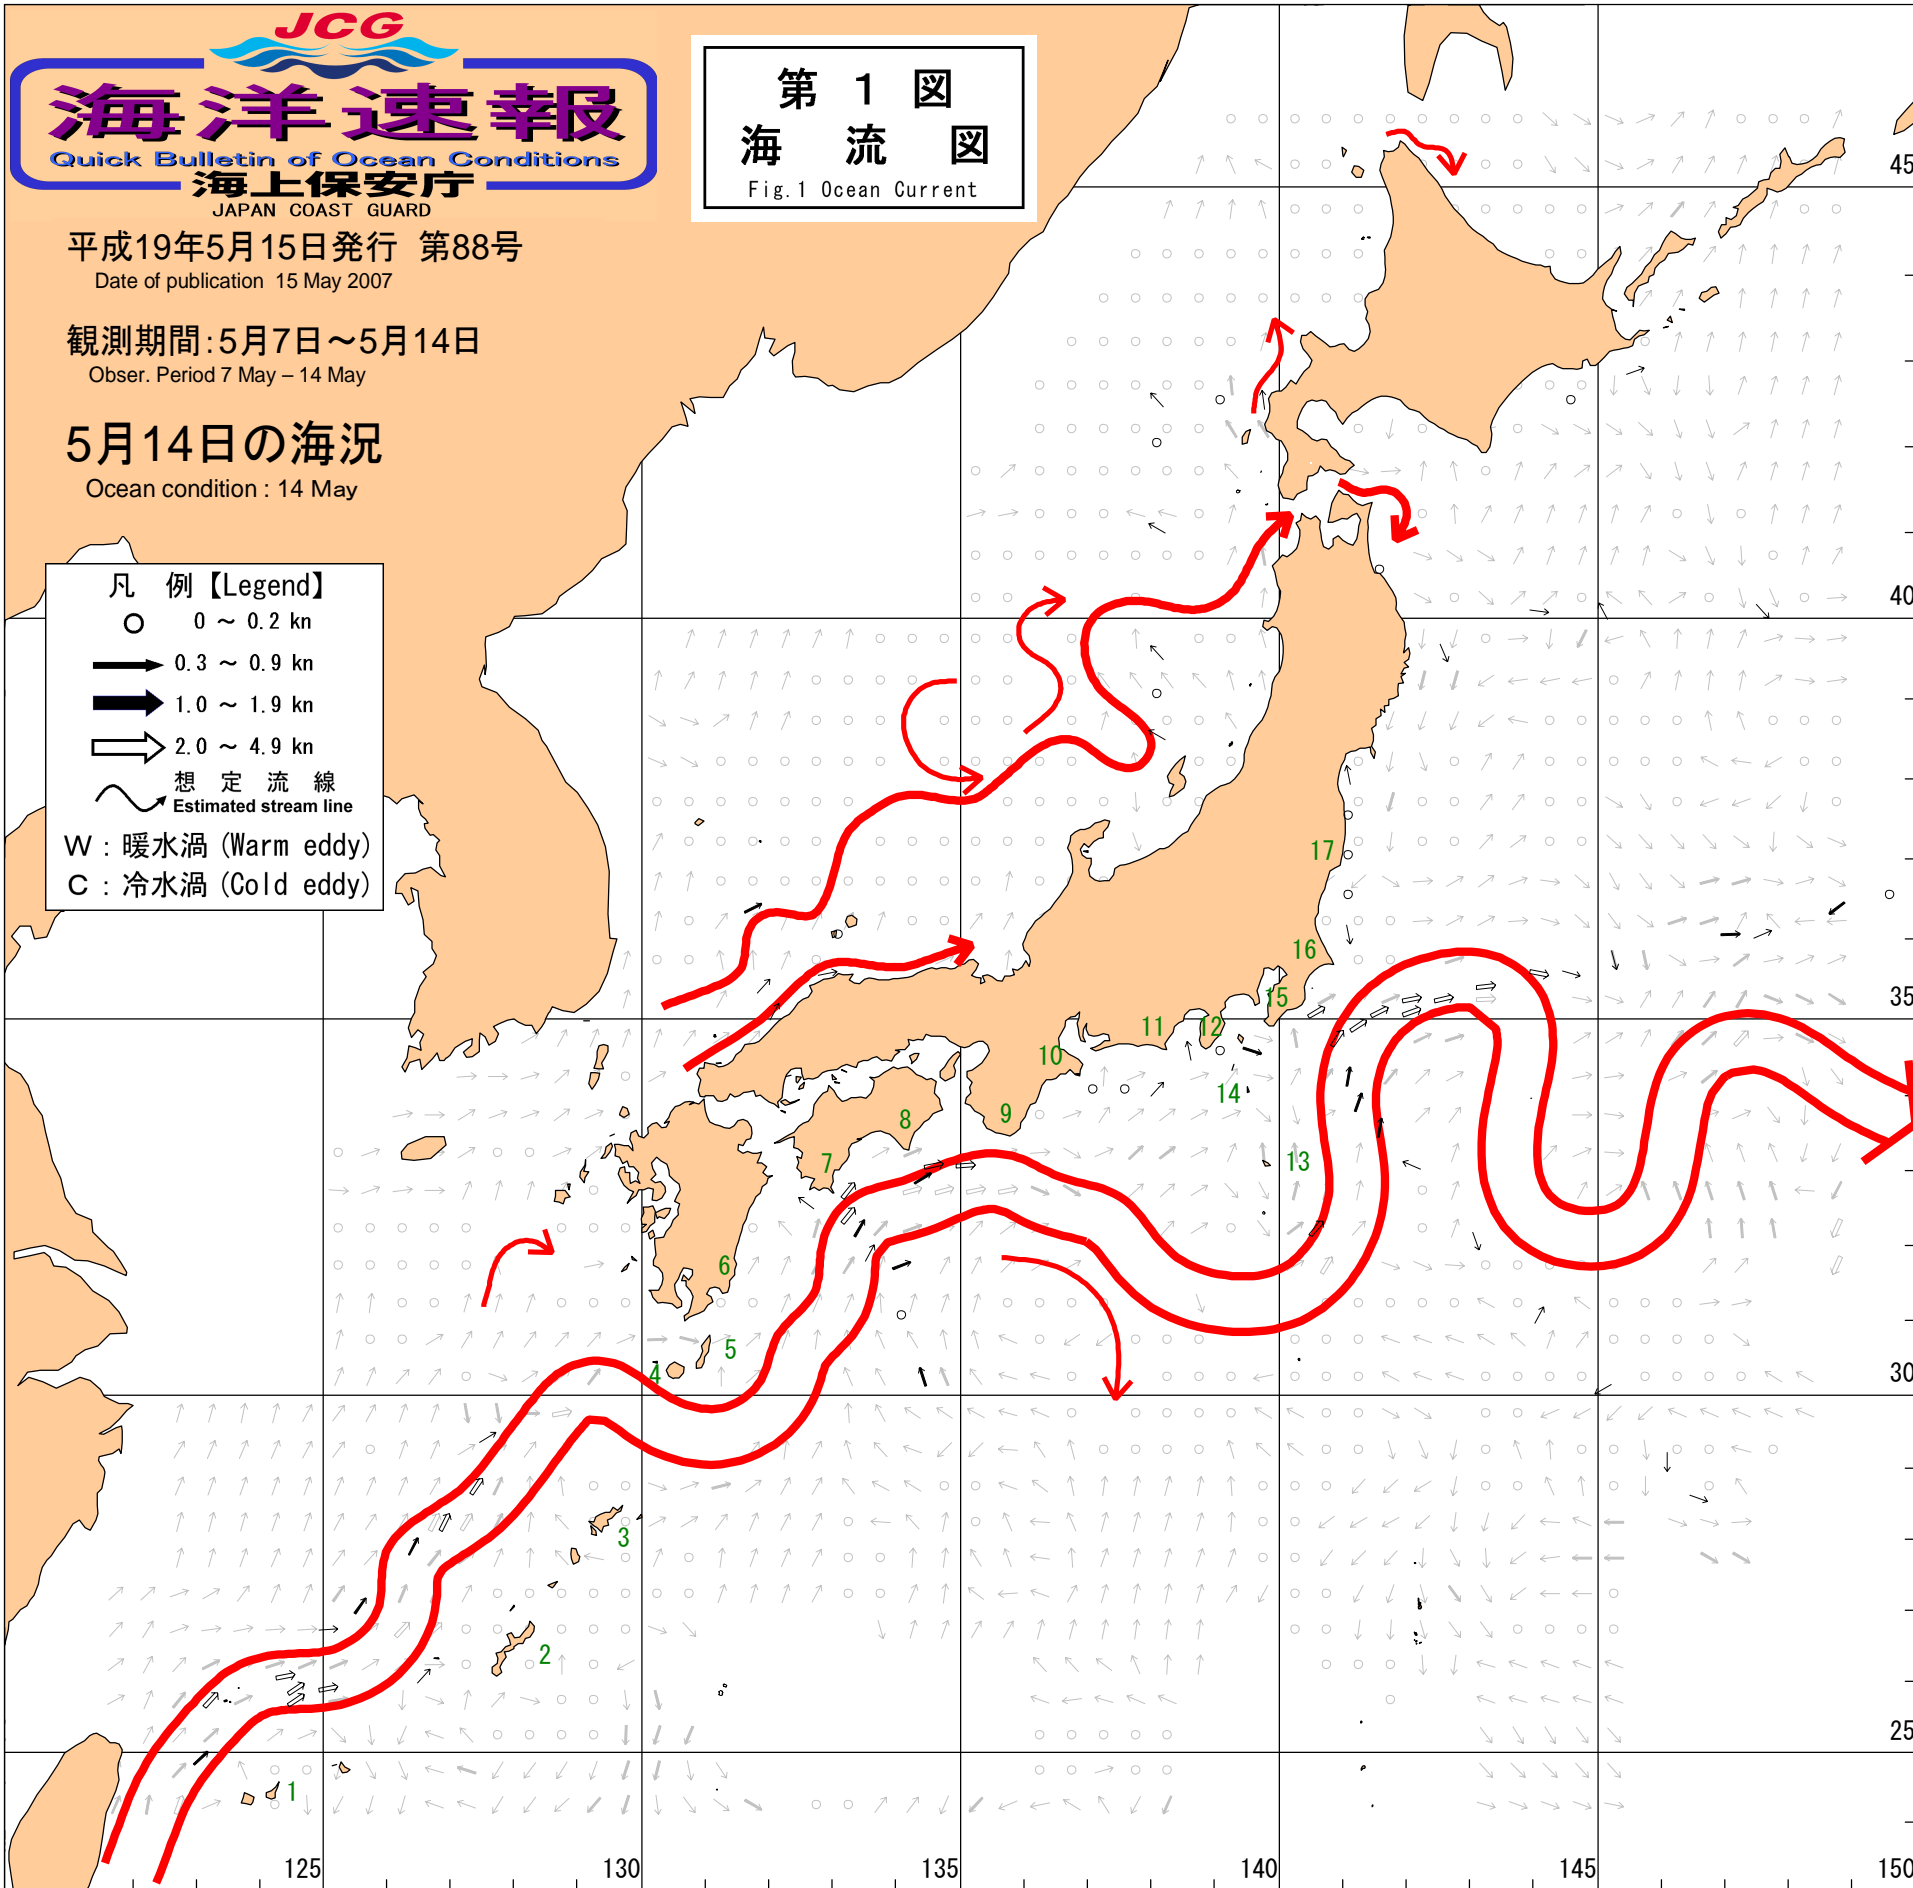 JCG
海洋速報
Quick Bulletin of Ocean Conditions
海上保安庁
JAPAN COAST GUARD
平成19年5月15日発行 第88号
Date of publication 15 May 2007
観測期間:5月7日～5月14日
Obser. Period 7 May – 14 May
5月14日の海況
Ocean condition : 14 May
第 1 図
海 流 図
Fig.1 Ocean Current
凡 例【Legend】
0 ～ 0.2 kn
0.3 ～ 0.9 kn
1.0 ～ 1.9 kn
2.0 ～ 4.9 kn
想 定 流 線
Estimated stream line
W : 暖水渦 (Warm eddy)
C : 冷水渦 (Cold eddy)
45
40
35
30
25
17
16
15
12
11
10
14
9
8
7
13
6
5
4
3
2
1
125
130
135
140
145
150